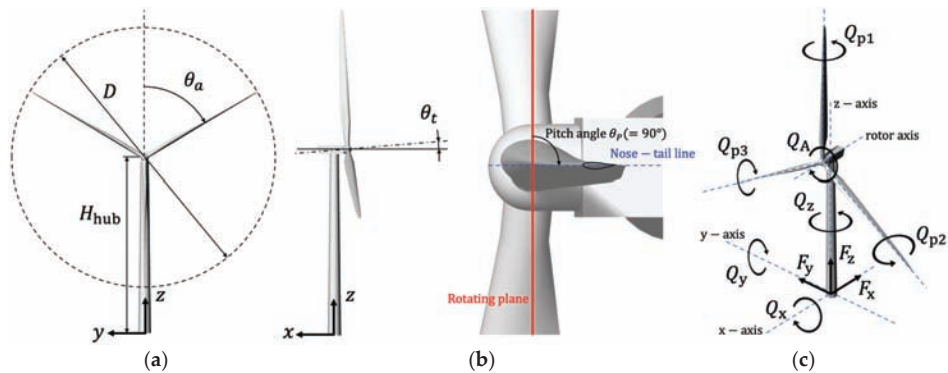 D
θa
θt
Hhub
z
y
z
x
Pitch angle θP(= 90°)
Nose − tail line
Rotating plane
Qp1
z − axis
rotor axis
QA
Qp3
Qz
Qp2
y − axis
Fz
Fy
Qy
Fx
Qx
x − axis
(a)
(b)
(c)